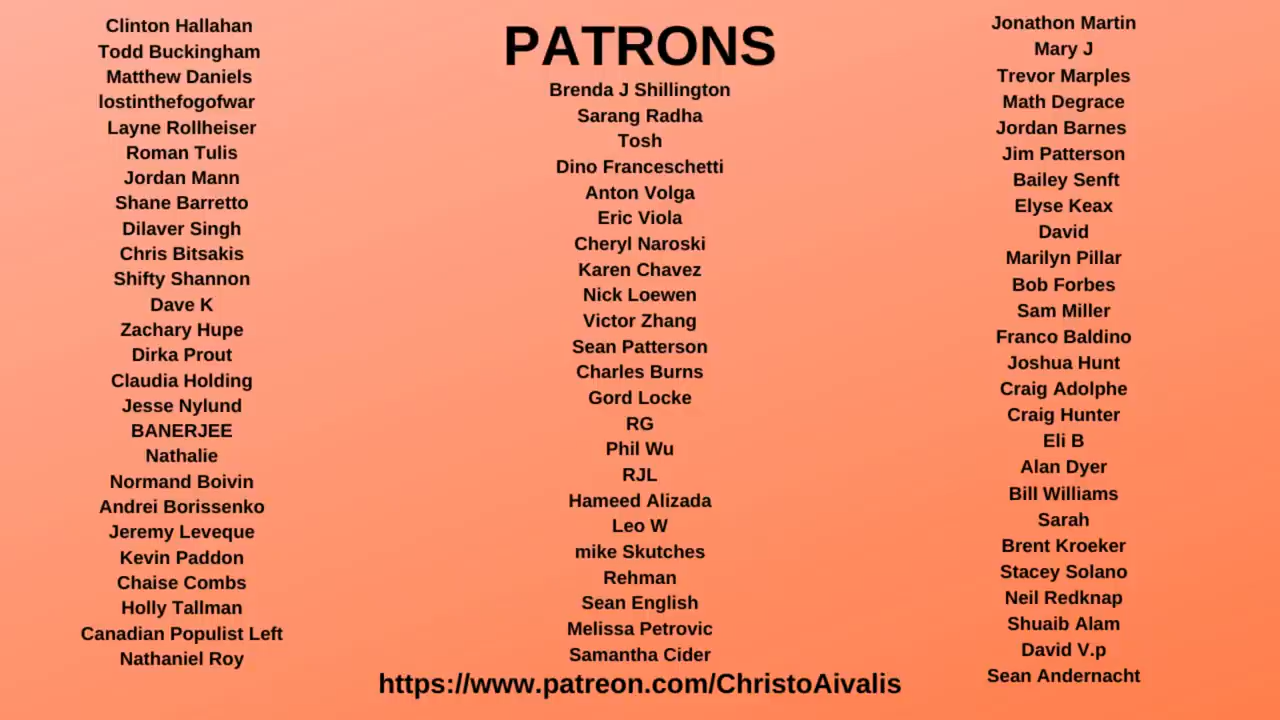 Clinton Hallahan
Todd Buckingham
Matthew Daniels
lostinthefogofwar
Layne Rollheiser
Roman Tulis
Jordan Mann
Shane Barretto
Dilaver Singh
Chris Bitsakis
Shifty Shannon
Dave K
Zachary Hupe
Dirka Prout
Claudia Holding
Jesse Nylund
BANERJEE
Nathalie
Normand Boivin
Andrei Borissenko
Jeremy Leveque
Kevin Paddon
Chaise Combs
Holly Tallman
Canadian Populist Left
Nathaniel Roy
PATRONS
Brenda J Shillington
Sarang Radha
Tosh
Dino Franceschetti
Anton Volga
Eric Viola
Cheryl Naroski
Karen Chavez
Nick Loewen
Victor Zhang
Sean Patterson
Charles Burns
Gord Locke
RG
Phil Wu
RJL
Hameed Alizada
Leo W
mike Skutches
Rehman
Sean English
Melissa Petrovic
Samantha Cider
https://www.patreon.com/ChristoAivalis
Jonathon Martin
Mary J
Trevor Marples
Math Degrace
Jordan Barnes
Jim Patterson
Bailey Senft
Elyse Keax
David
Marilyn Pillar
Bob Forbes
Sam Miller
Franco Baldino
Joshua Hunt
Craig Adolphe
Craig Hunter
Eli B
Alan Dyer
Bill Williams
Sarah
Brent Kroeker
Stacey Solano
Neil Redknap
Shuaib Alam
David V.p
Sean Andernacht